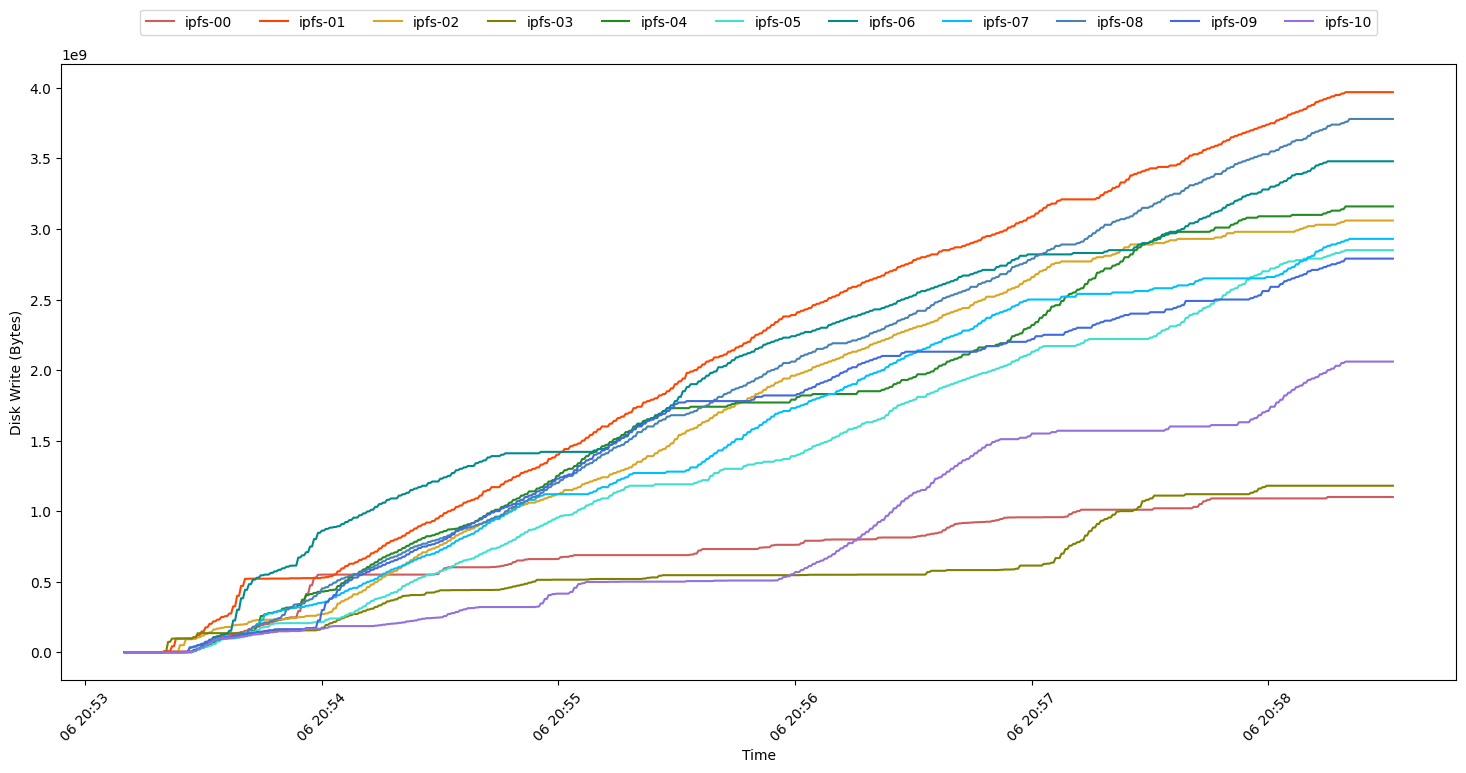 ipfs-00 ipfs-01 ipfs-02 ipfs-03 ipfs-04 ipfs-05 ipfs-06 ipfs-07 ipfs-08 ipfs-09 ipfs-10
1e9
4.0
3.5
3.0
2.5
2.0
1.5
1.0
0.5
0.0
Disk Write (Bytes)
06 20:53 06 20:54 06 20:55 06 20:56 06 20:57 06 20:58
Time